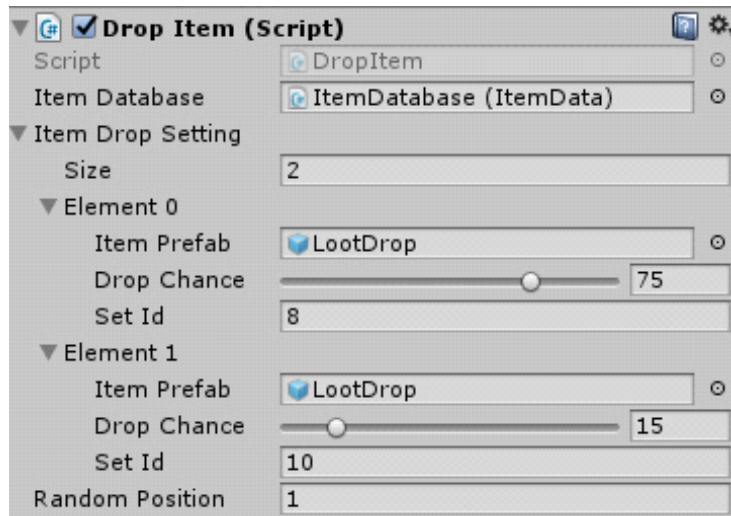 Drop Item (Script)
Script DropItem
Item Database ItemDatabase (ItemData)
Item Drop Setting
Size 2
Element 0
Item Prefab LootDrop
Drop Chance 75
Set Id 8
Element 1
Item Prefab LootDrop
Drop Chance 15
Set Id 10
Random Position 1